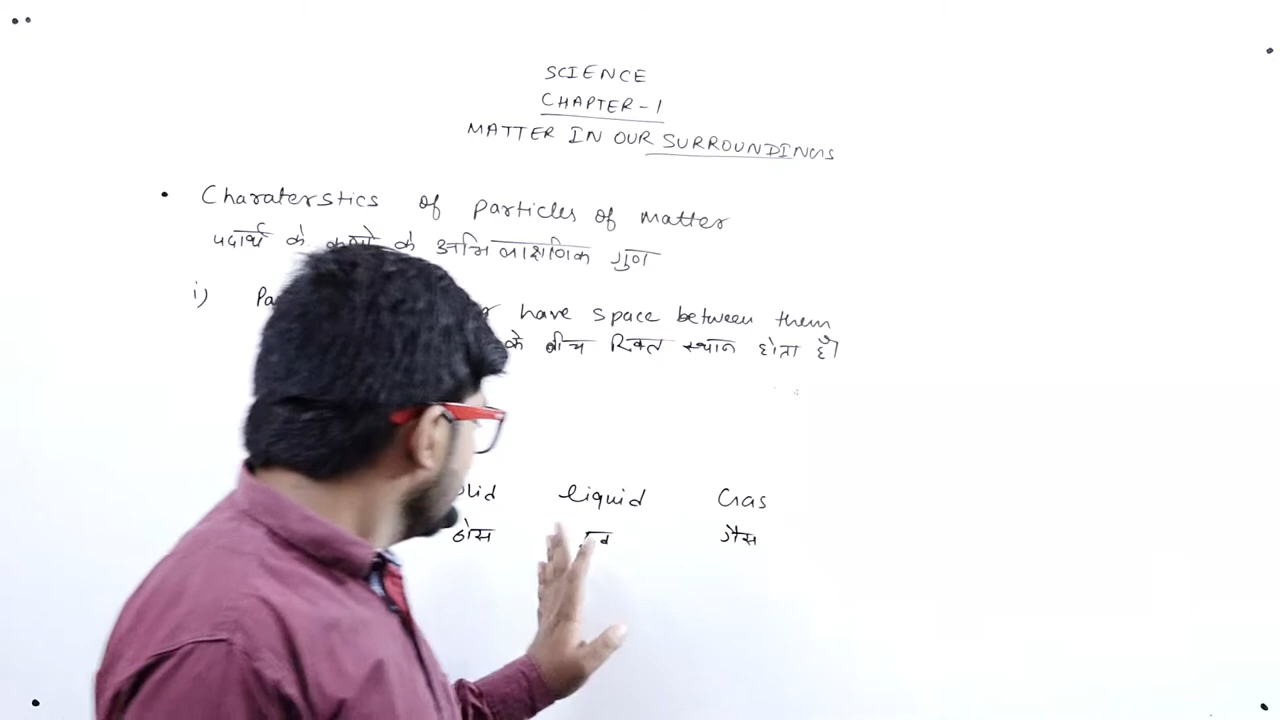 SCIENCE
CHAPTER-1
MATTER IN OUR SURROUNDINGS
• Charaterstics of Particles of Matter
पदार्थ के कणों के अभिलाक्षणिक गुण
i) have space between them
के बीच रिक्त स्थान होता है
liquid Gas
ठोस द्रव गैस